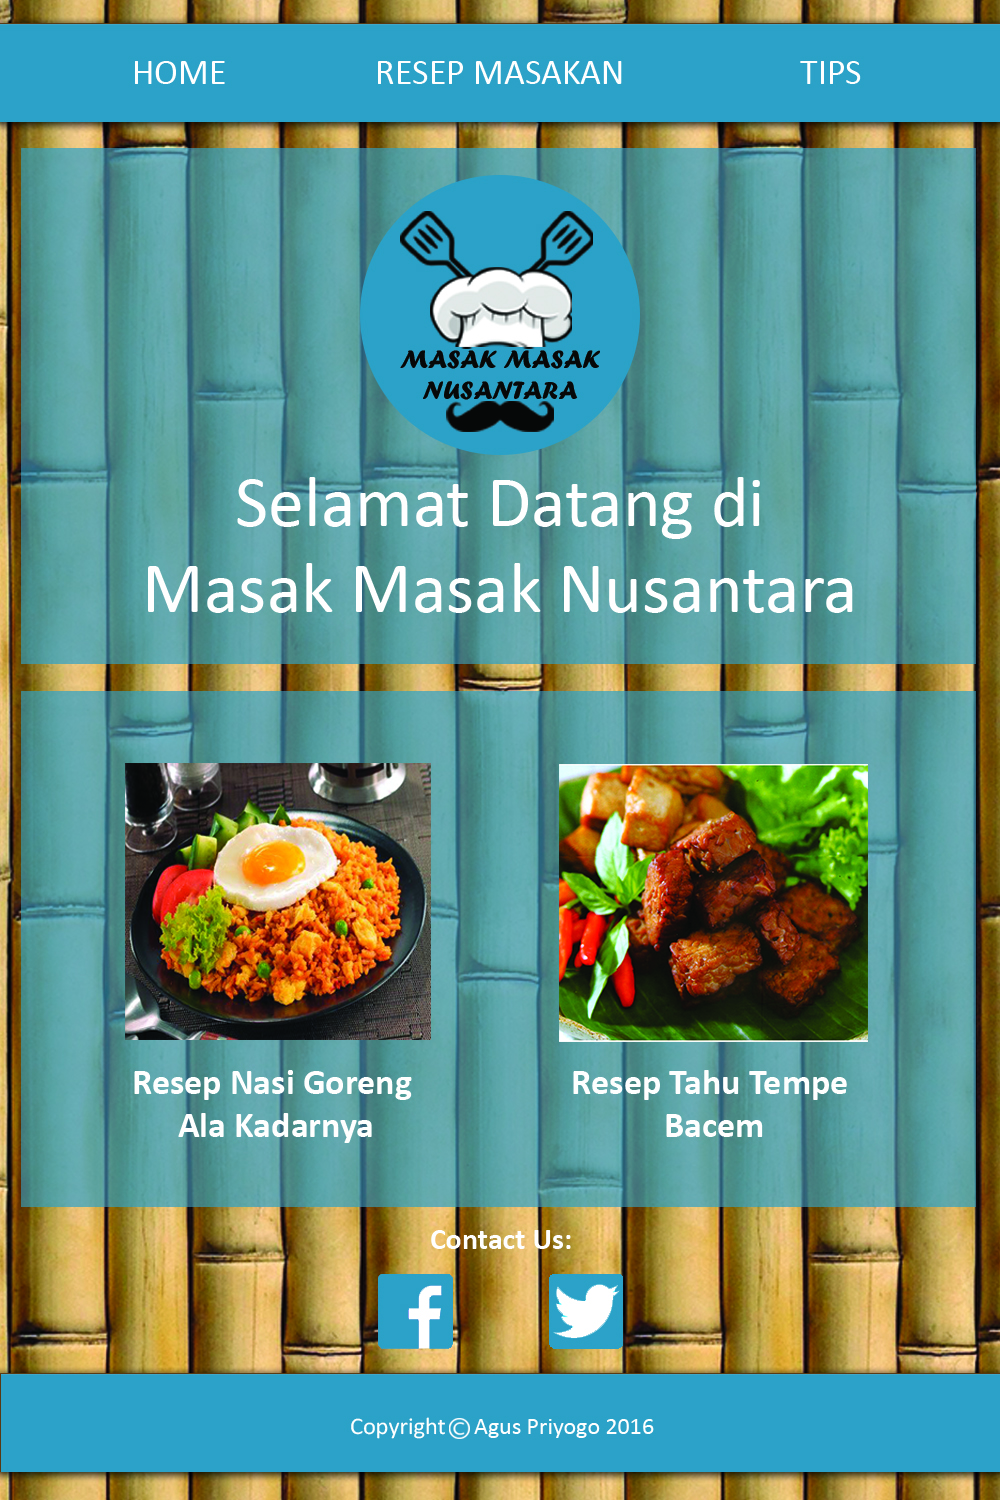 HOME RESEP MASAKAN TIPS
MASAK MASAK
NUSANTARA
Selamat Datang di
Masak Masak Nusantara
Resep Nasi Goreng
Ala Kadarnya
Resep Tahu Tempe
Bacem
Contact Us:
Copyright © Agus Priyogo 2016